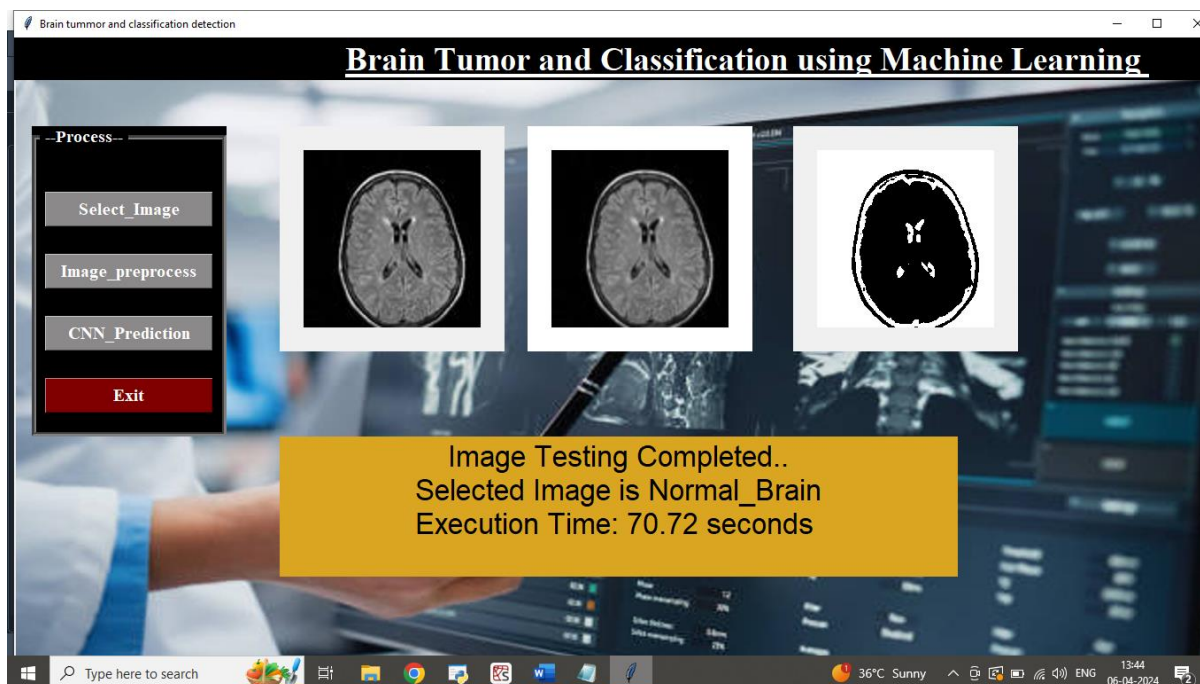 Brain tummor and classification detection
Brain Tumor and Classification using Machine Learning
--Process--
Select_Image
Image_preprocess
CNN_Prediction
Exit
Image Testing Completed..
Selected Image is Normal_Brain
Execution Time: 70.72 seconds
Type here to search
36°C Sunny
ENG
13:44
06-04-2024
2